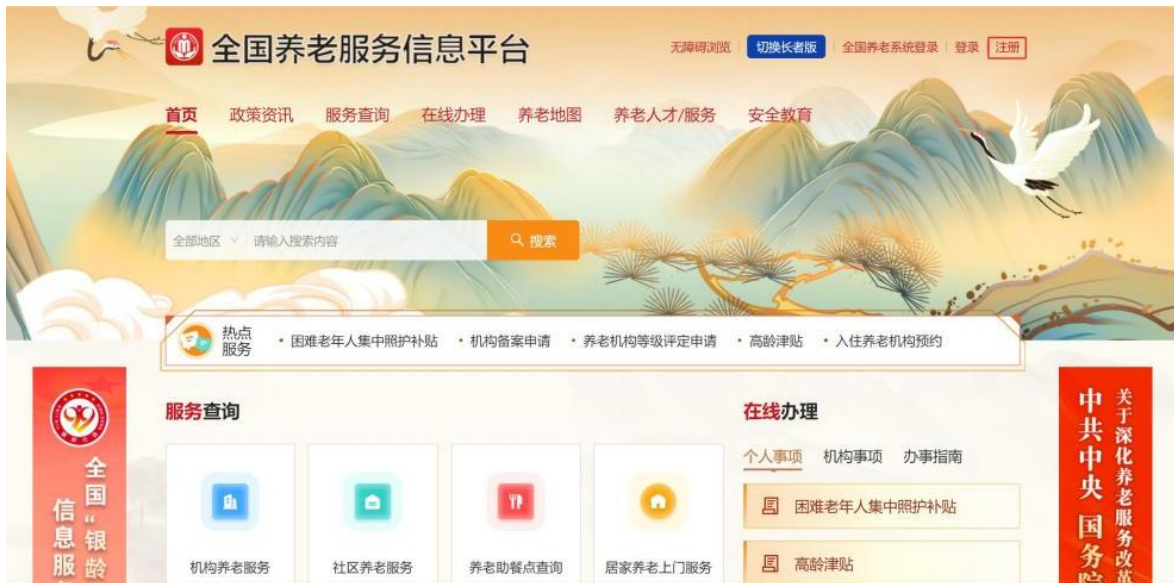 全国养老服务信息平台
无障碍浏览 切换长者版 全国养老系统登录 登录 注册
首页 政策资讯 服务查询 在线办理 养老地图 养老人才/服务 安全教育
全部地区 请输入搜索内容 搜索
热点
服务
• 困难老年人集中照护补贴 • 机构备案申请 • 养老机构等级评定申请 • 高龄津贴 • 入住养老机构预约
全国“银龄
信息服
服务查询
机构养老服务 社区养老服务 养老助餐点查询 居家养老上门服务
在线办理
个人事项 机构事项 办事指南
困难老年人集中照护补贴
高龄津贴
中共中央 国务院
关于深化养老服务改革